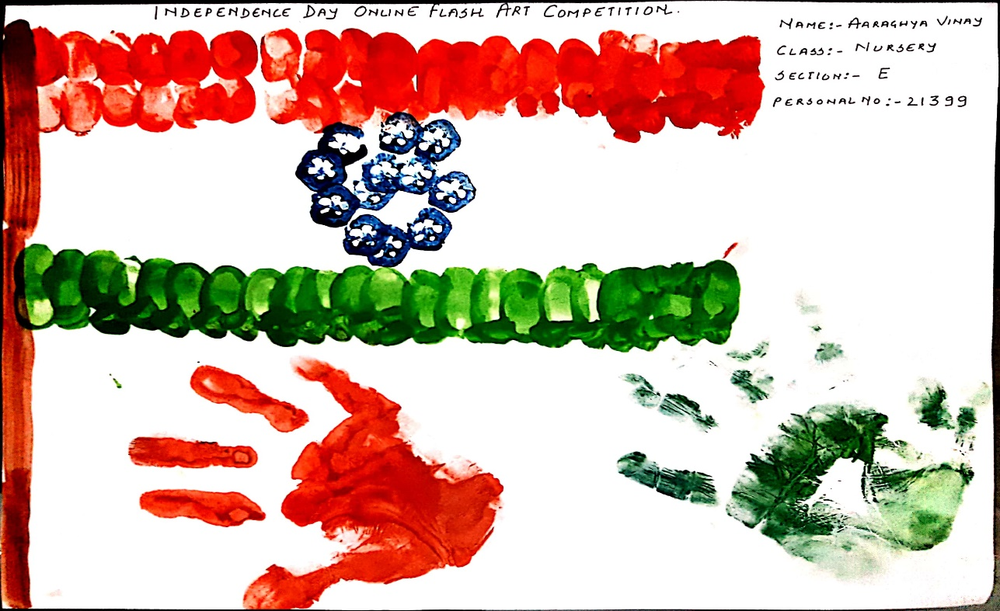 INDEPENDENCE DAY ONLINE FLASH ART COMPETITION.
NAME:- AARAGHYA VINAY
CLASS:- NURSERY
SECTION:- E
PERSONAL NO:- 21399